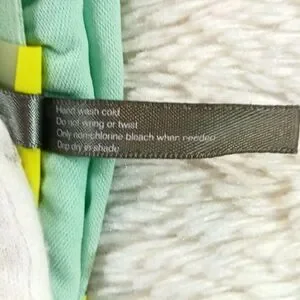 Hand wash cold
Do not wring or twist
Only non-chlorine bleach when needed
Drip dry in shade